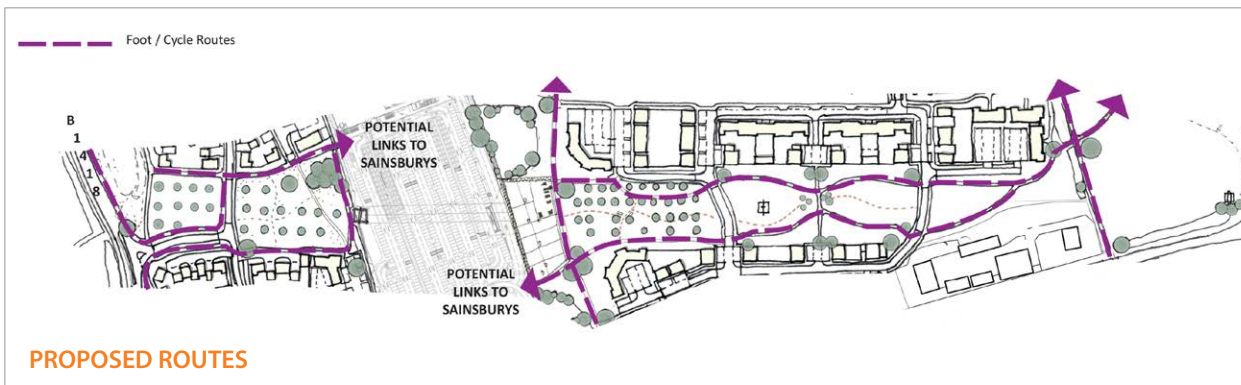 Foot / Cycle Routes
B
1
4
1
8
POTENTIAL
LINKS TO
SAINSBURYS
POTENTIAL
LINKS TO
SAINSBURYS
PROPOSED ROUTES